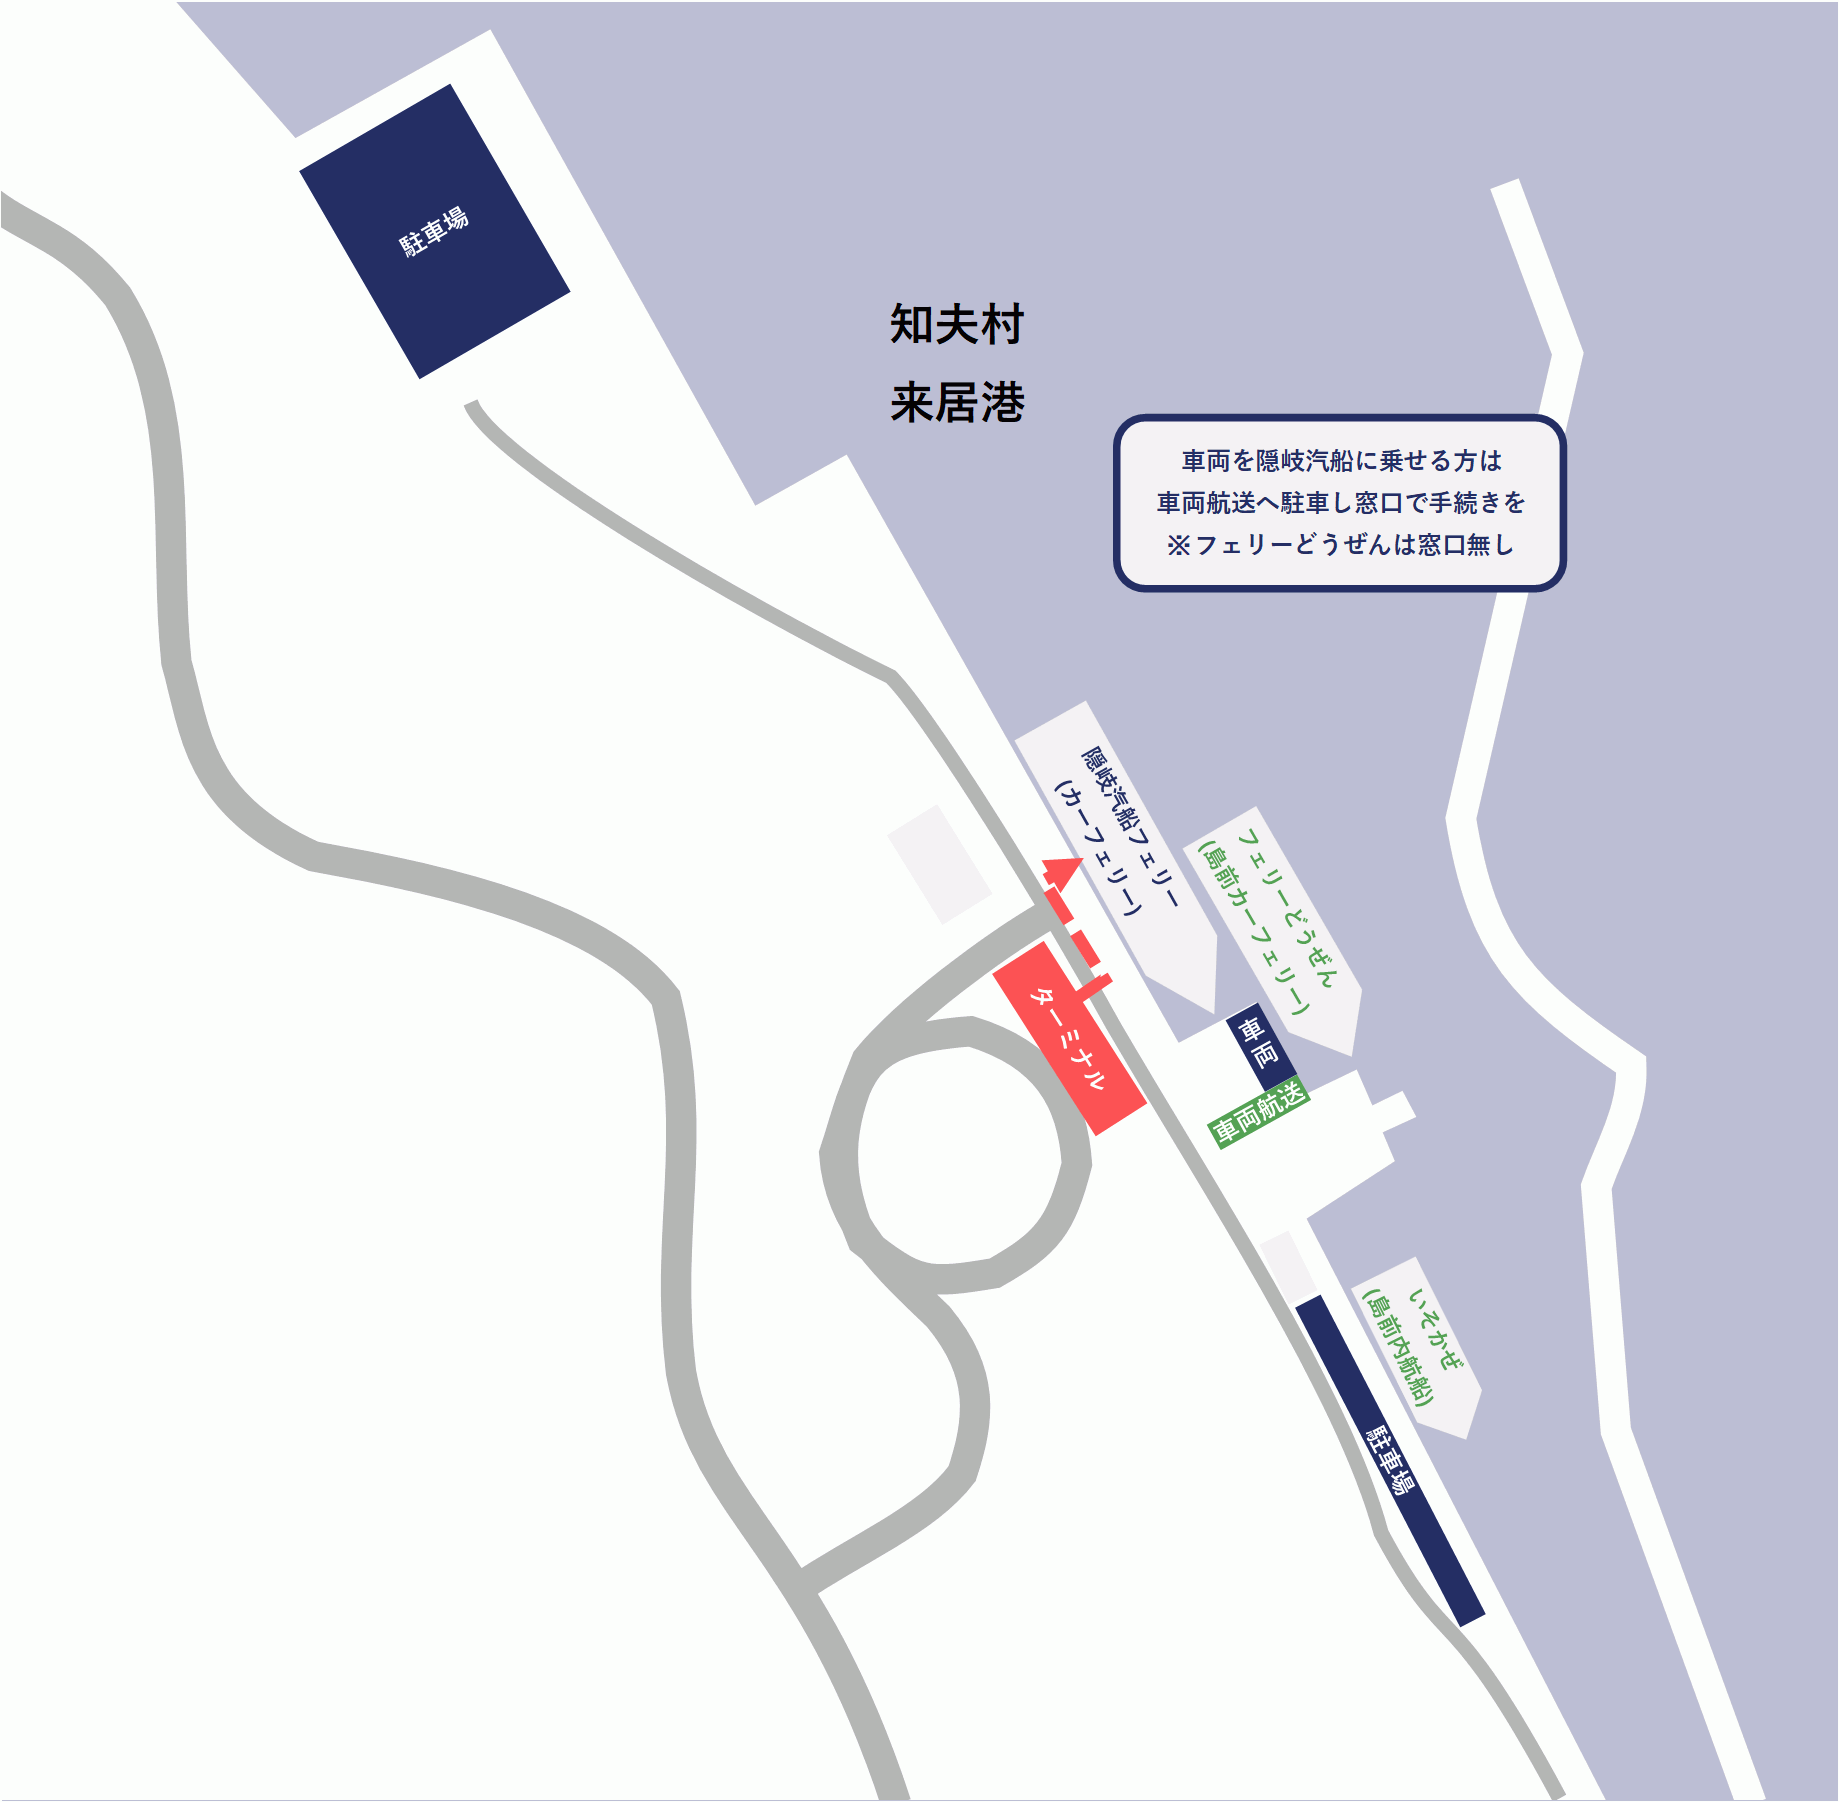 駐車場
知夫村
来居港
車両を隠岐汽船に乗せる方は
車両航送へ駐車し窓口で手続きを
※フェリーどうぜんは窓口無し
隠岐汽船フェリー
(カーフェリー)
フェリーどうぜん
(島前カーフェリー)
ターミナル
車両
車両航送
いそかぜ
(島前内航船)
駐車場